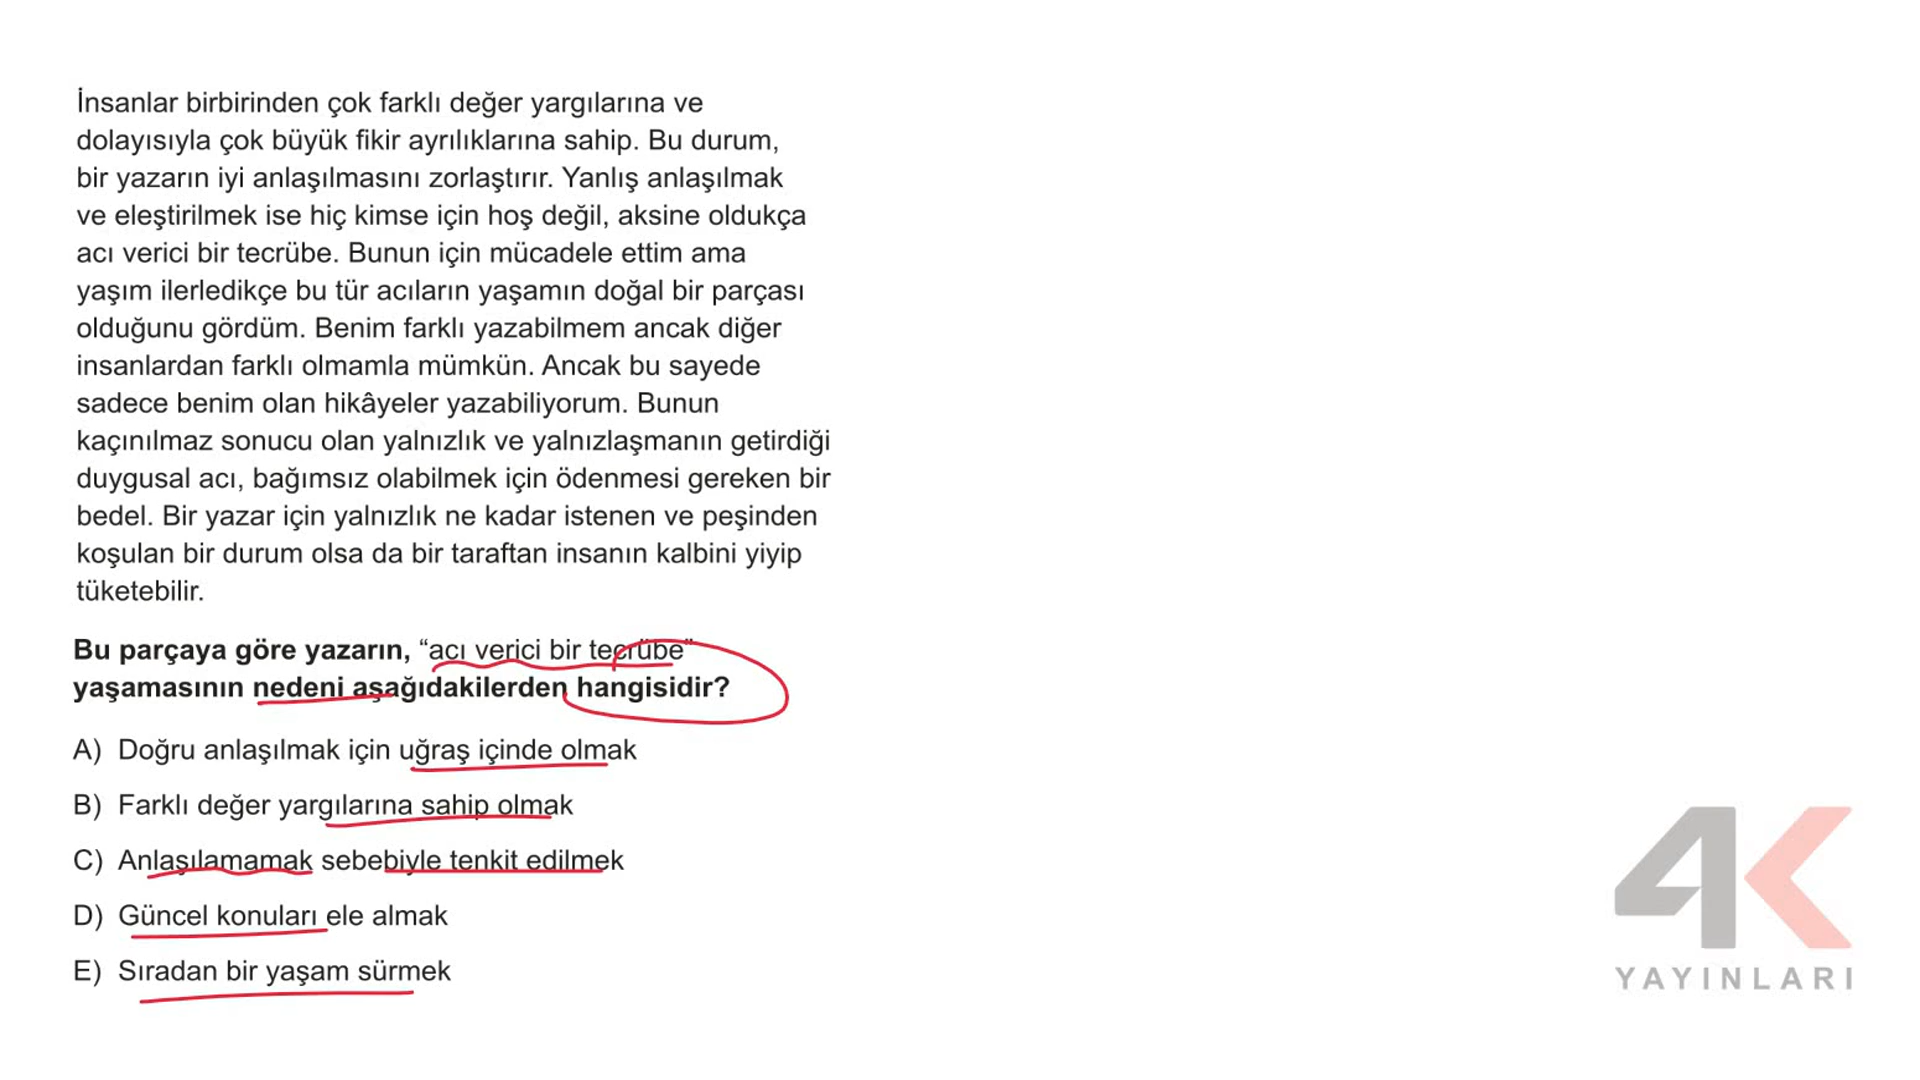 İnsanlar birbirinden çok farklı değer yargılarına ve
dolayısıyla çok büyük fikir ayrılıklarına sahip. Bu durum,
bir yazarın iyi anlaşılmasını zorlaştırır. Yanlış anlaşılmak
ve eleştirilmek ise hiç kimse için hoş değil, aksine oldukça
acı verici bir tecrübe. Bunun için mücadele ettim ama
yaşım ilerledikçe bu tür acıların yaşamın doğal bir parçası
olduğunu gördüm. Benim farklı yazabilmem ancak diğer
insanlardan farklı olmamla mümkün. Ancak bu sayede
sadece benim olan hikâyeler yazabiliyorum. Bunun
kaçınılmaz sonucu olan yalnızlık ve yalnızlaşmanın getirdiği
duygusal acı, bağımsız olabilmek için ödenmesi gereken bir
bedel. Bir yazar için yalnızlık ne kadar istenen ve peşinden
koşulan bir durum olsa da bir taraftan insanın kalbini yiyip
tüketebilir.
Bu parçaya göre yazarın, “acı verici bir tecrübe”
yaşamasının nedeni aşağıdakilerden hangisidir?
A) Doğru anlaşılmak için uğraş içinde olmak
B) Farklı değer yargılarına sahip olmak
C) Anlaşılamamak sebebiyle tenkit edilmek
D) Güncel konuları ele almak
E) Sıradan bir yaşam sürmek
4K
YAYINLARI